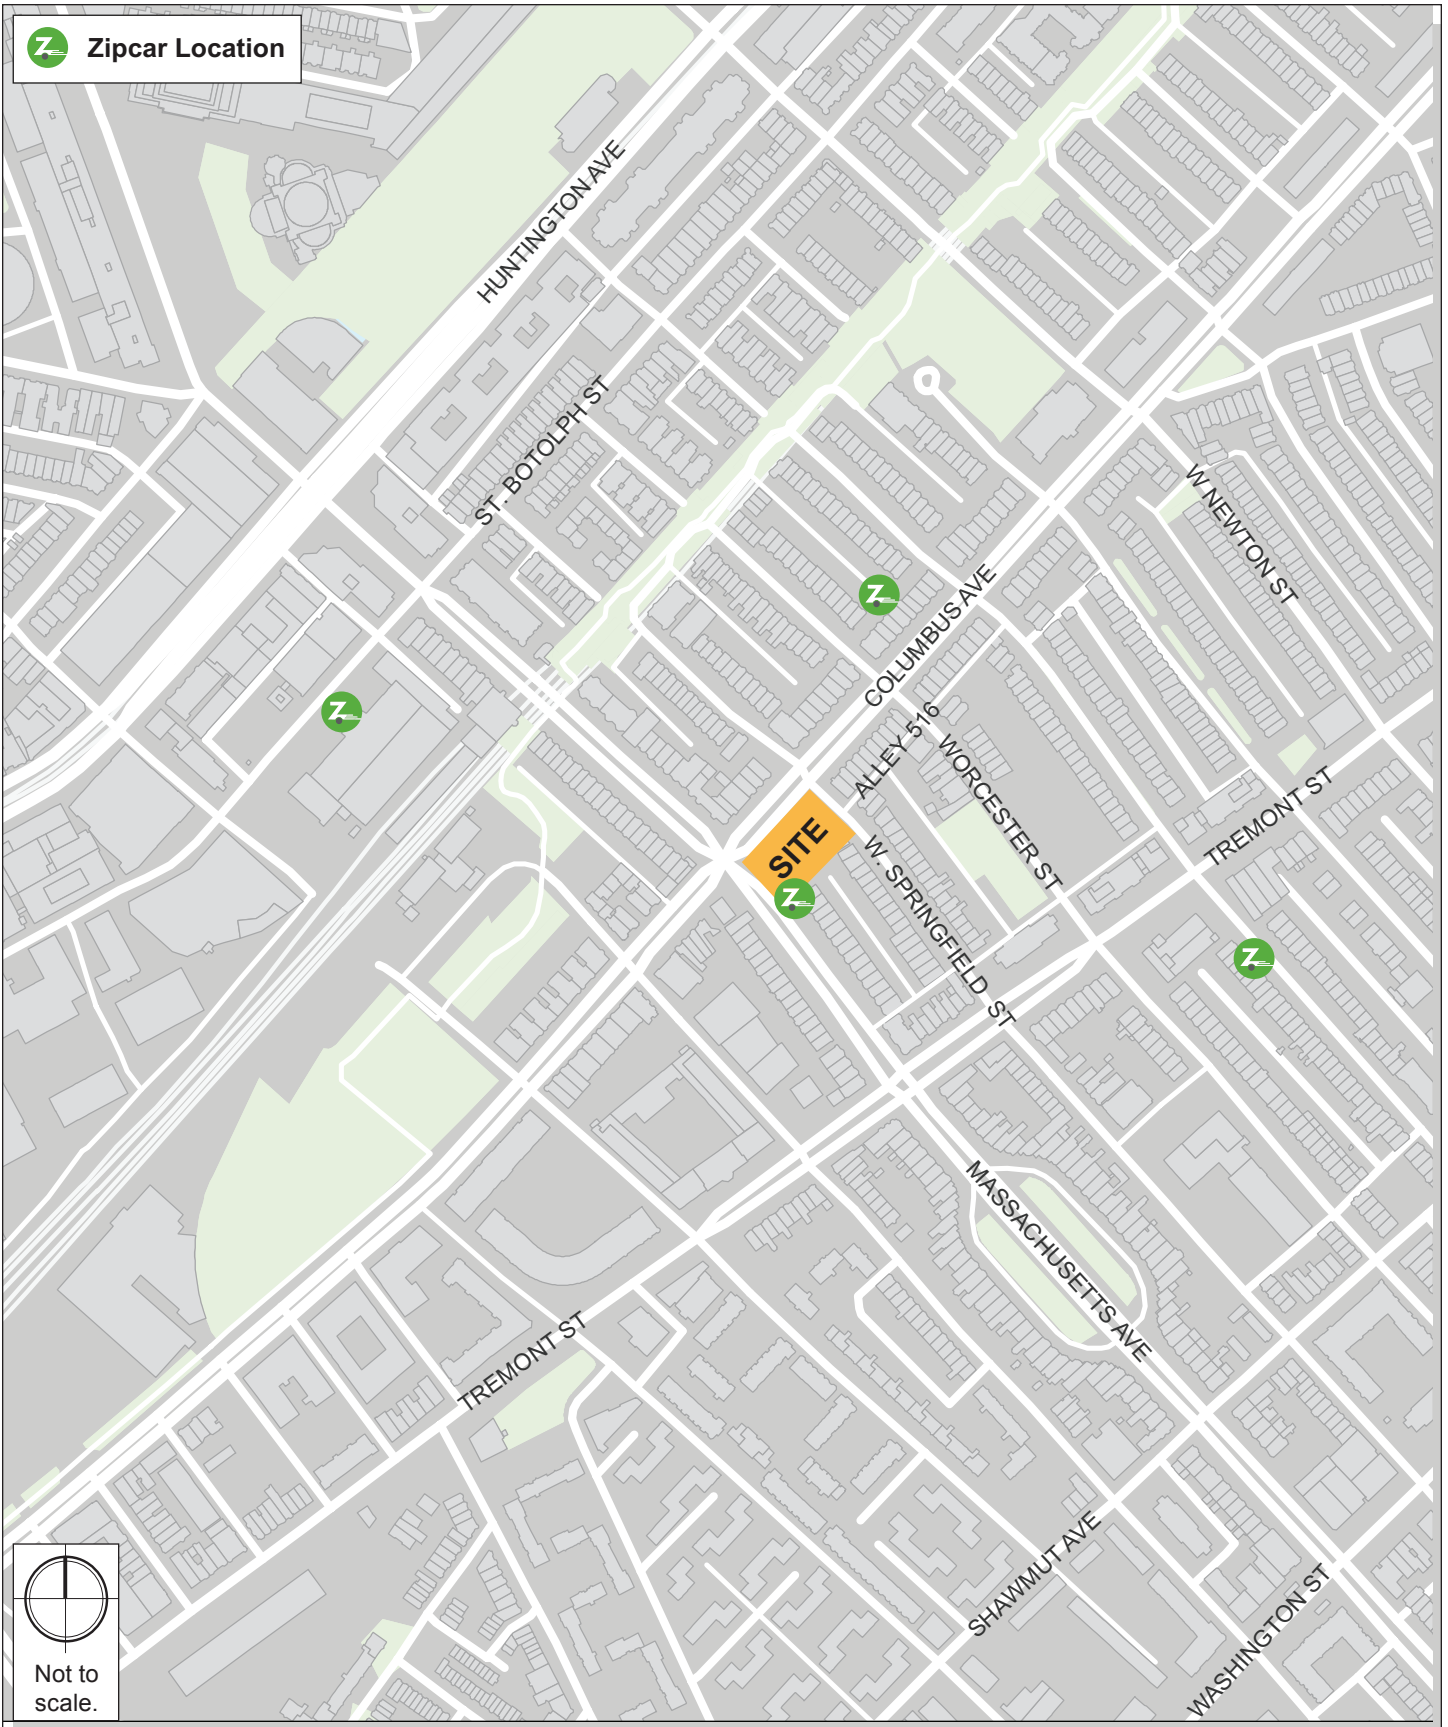 Z Zipcar Location
HUNTINGTON AVE
ST. BOTOLPH ST
W NEWTON ST
Z
COLUMBUS AVE
Z
ALLEY 516
WORCESTER ST
TREMONT ST
SITE
W. SPRINGFIELD ST
Z
Z
MASSACHUSETTS AVE
TREMONT ST
SHAWMUT AVE
WASHINGTON ST
Not to
scale.